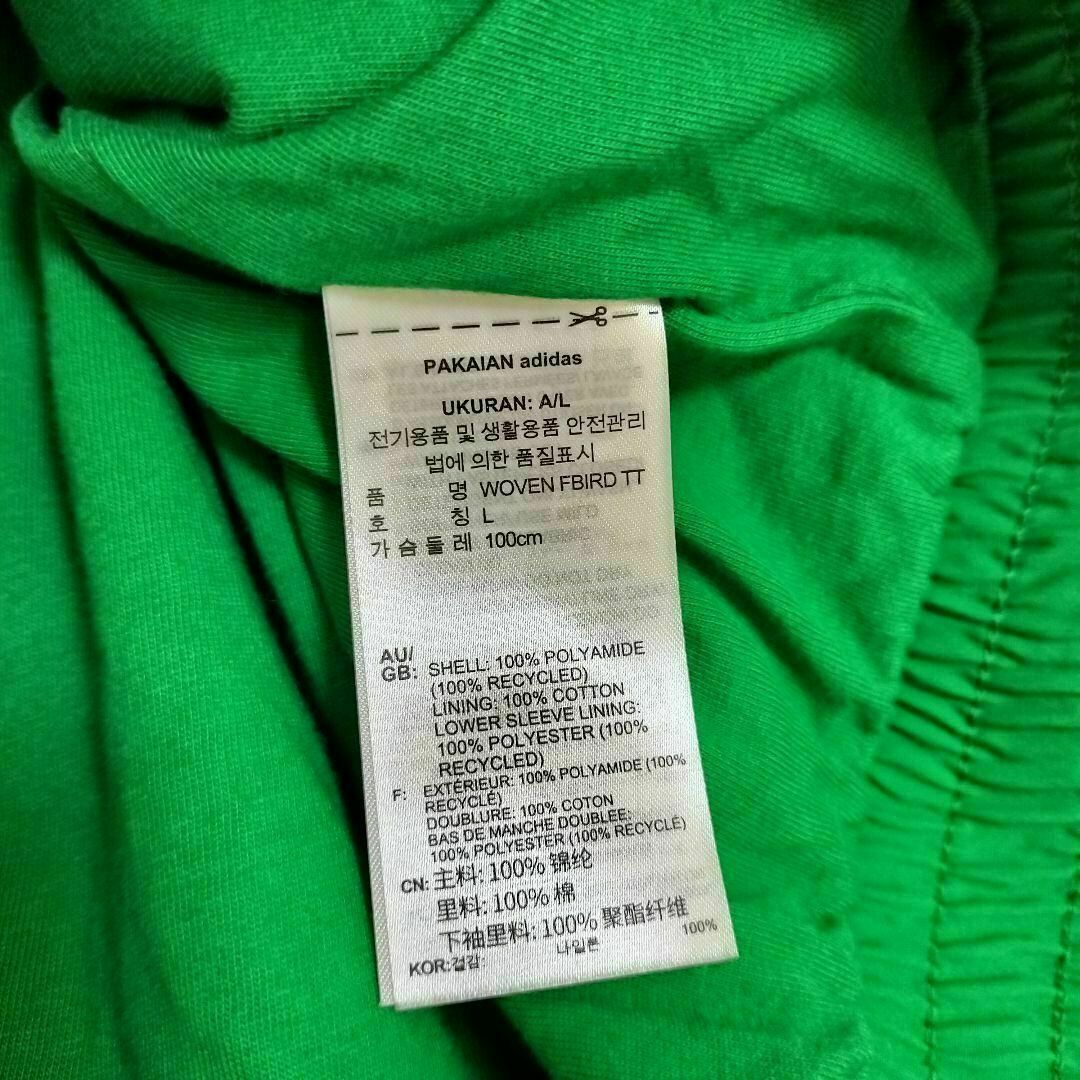 PAKAIAN adidas
UKURAN: A/L
전기용품 및 생활용품 안전관리
법에 의한 품질표시
품 명 WOVEN FBIRD TT
호 칭 L
가 슴 둘 레 100cm
AU/GB: SHELL: 100% POLYAMIDE
(100% RECYCLED)
LINING: 100% COTTON
LOWER SLEEVE LINING:
100% POLYESTER (100%
RECYCLED)
F: EXTÉRIEUR: 100% POLYAMIDE (100%
RECYCLÉ)
DOUBLURE: 100% COTON
BAS DE MANCHE DOUBLÉE:
100% POLYESTER (100% RECYCLÉ)
CN: 主料: 100% 锦纶
里料: 100% 棉
下袖里料: 100% 聚酯纤维
KOR:겉감: 나일론 100%